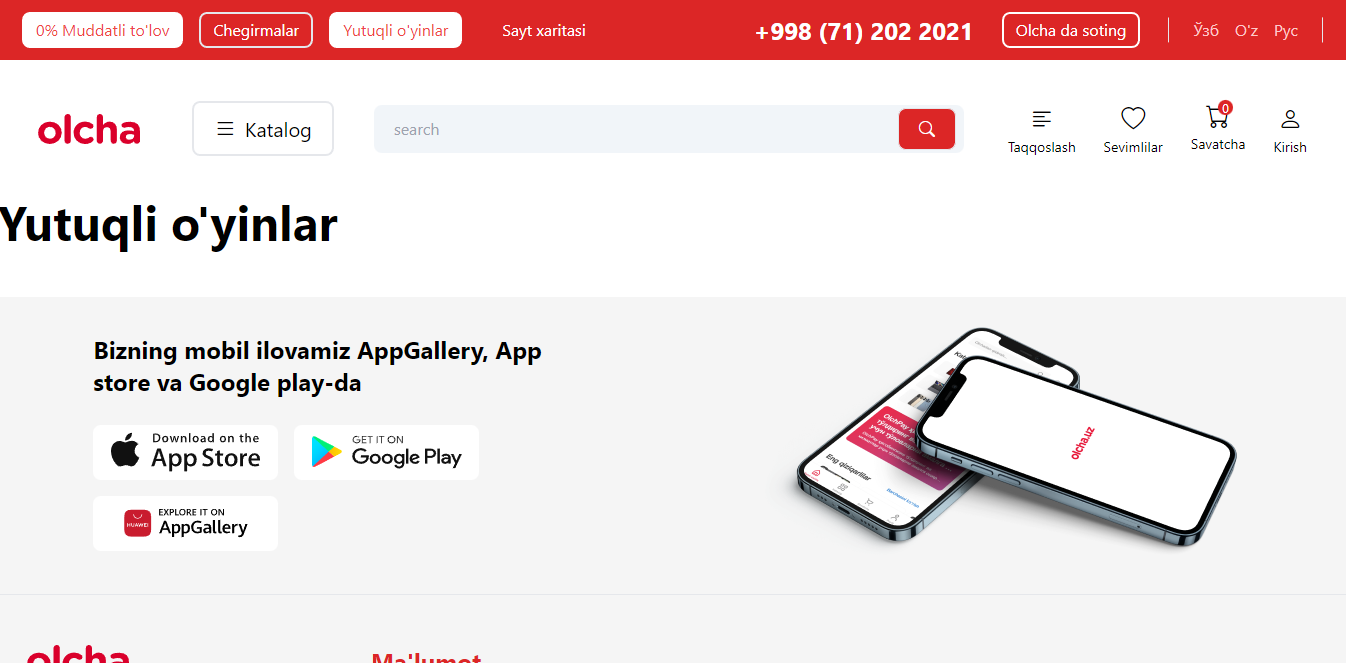 0% Muddatli to'lov Chegirmalar Yutuqli o'yinlar Sayt xaritasi +998 (71) 202 2021 Olcha da soting Ўзб O'z Рус
olcha Katalog search
0
Taqqoslash Sevimlilar Savatcha Kirish
Yutuqli o'yinlar
Bizning mobil ilovamiz AppGallery, App
store va Google play-da
Download on the
App Store
GET IT ON
Google Play
HUAWEI
EXPLORE IT ON
AppGallery
Eng qiziqarlilar
olcha.uz
olcha
Ma'lumot